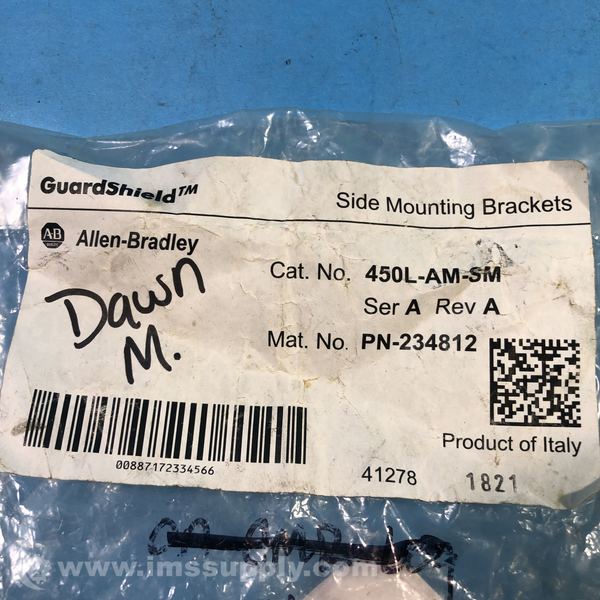 GuardShield™
Side Mounting Brackets
AB Allen-Bradley
Cat. No. 450L-AM-SM
Ser A Rev A
Mat. No. PN-234812
Dawn
M.
00887172334566
Product of Italy
41278
1821
www.imssupply.com